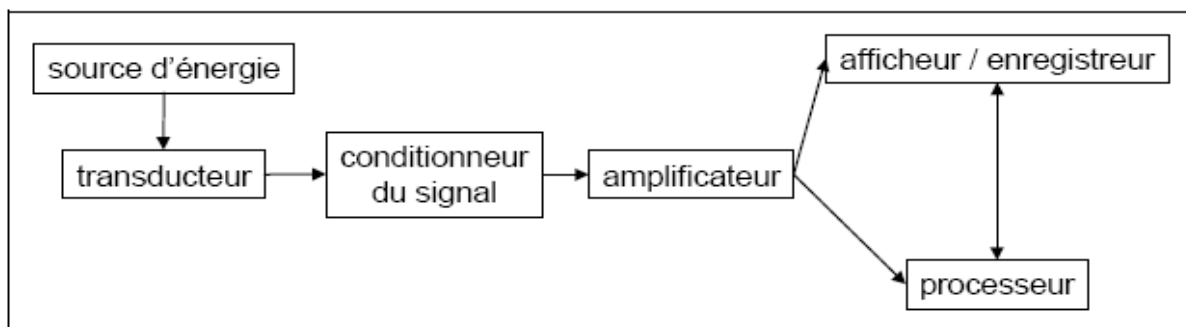 source d'énergie
transducteur
conditionneur
du signal
amplificateur
afficheur / enregistreur
processeur